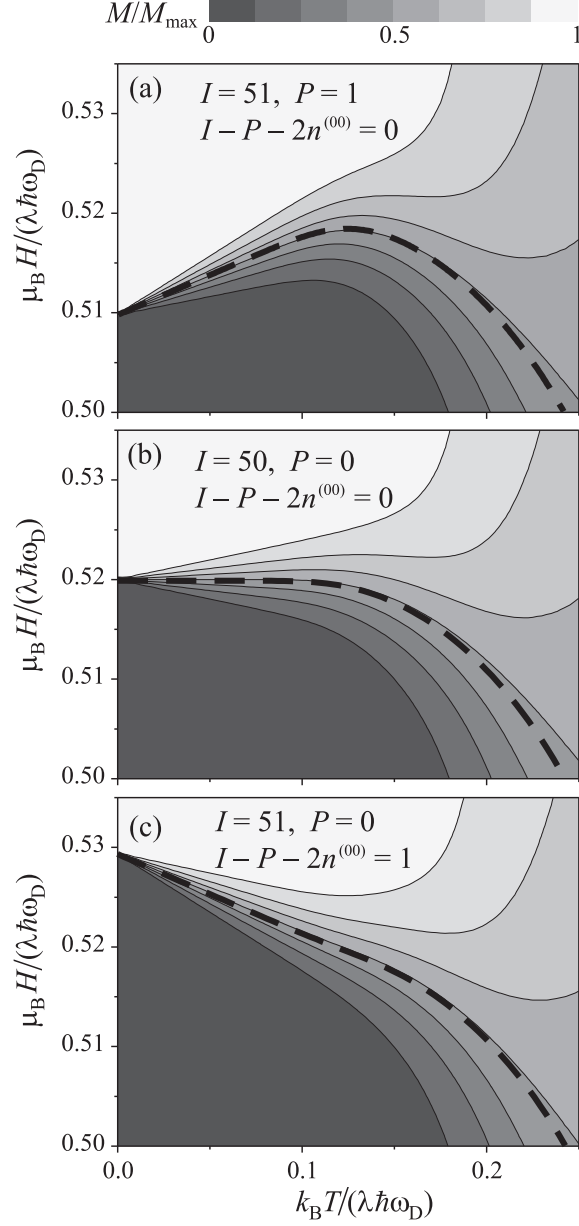 M/M_max 0 0.5 1
(a)
I = 51, P = 1
I – P – 2n^(00) = 0
0.53
0.52
0.51
0.50
μ_B H/(λħω_D)
(b)
I = 50, P = 0
I – P – 2n^(00) = 0
0.53
0.52
0.51
0.50
μ_B H/(λħω_D)
(c)
I = 51, P = 0
I – P – 2n^(00) = 1
0.53
0.52
0.51
0.50
μ_B H/(λħω_D)
0.0 0.1 0.2
k_B T/(λħω_D)